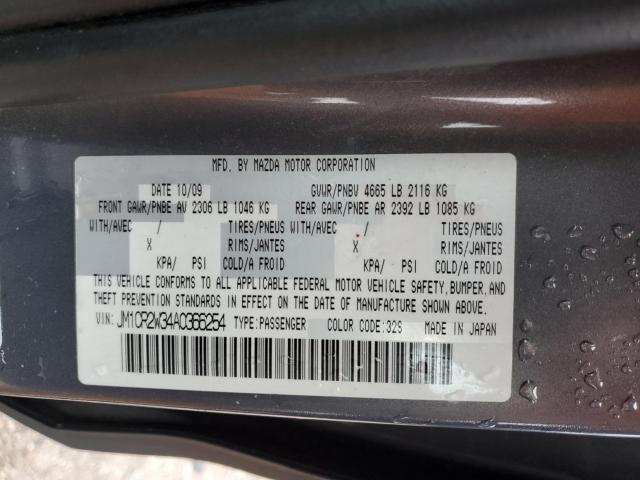 MFD. BY MAZDA MOTOR CORPORATION
DATE 10/09 GVWR/PNBV 4665 LB 2116 KG
FRONT GAWR/PNBE AV 2306 LB 1046 KG REAR GAWR/PNBE AR 2392 LB 1085 KG
WITH/AVEC / TIRES/PNEUS WITH/AVEC / TIRES/PNEUS
X RIMS/JANTES X RIMS/JANTES
KPA/ PSI COLD/A FROID KPA/ PSI COLD/A FROID
THIS VEHICLE CONFORMS TO ALL APPLICABLE FEDERAL MOTOR VEHICLE SAFETY, BUMPER, AND
THEFT PREVENTION STANDARDS IN EFFECT ON THE DATE OF MANUFACTURE SHOWN ABOVE.
VIN: JM1CR2W34A0366254 TYPE:PASSENGER COLOR CODE:32S MADE IN JAPAN